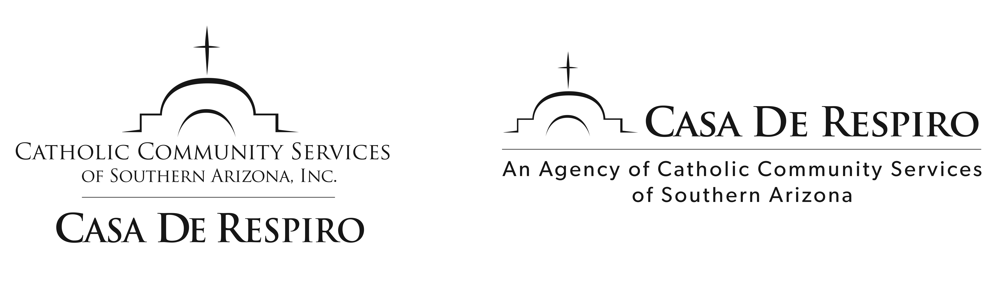 CATHOLIC COMMUNITY SERVICES
OF SOUTHERN ARIZONA, INC.
CASA DE RESPIRO
CASA DE RESPIRO
An Agency of Catholic Community Services
of Southern Arizona